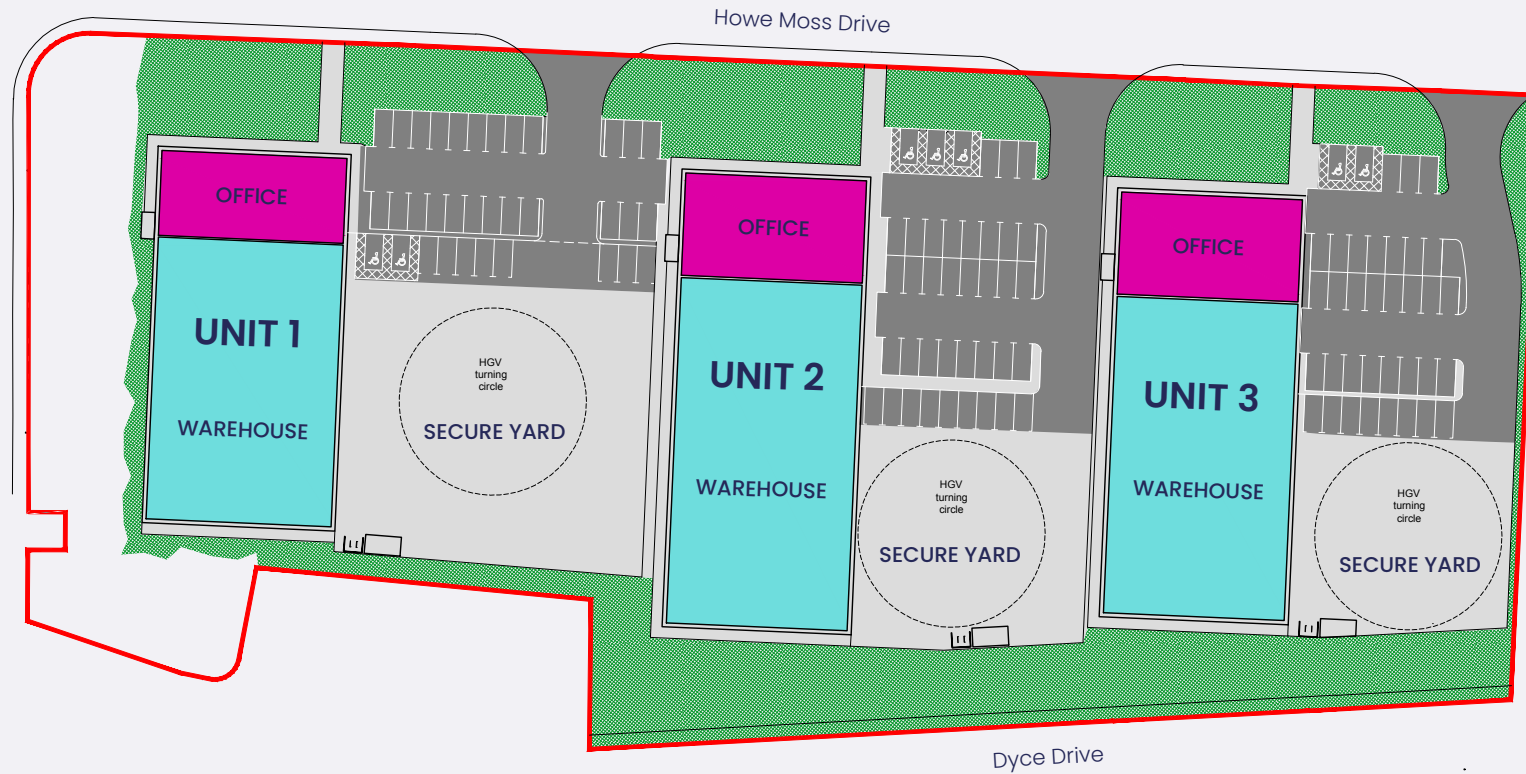 Howe Moss Drive
OFFICE
UNIT 1
WAREHOUSE
HGV
turning
circle
SECURE YARD
OFFICE
UNIT 2
WAREHOUSE
HGV
turning
circle
SECURE YARD
OFFICE
UNIT 3
WAREHOUSE
HGV
turning
circle
SECURE YARD
Dyce Drive